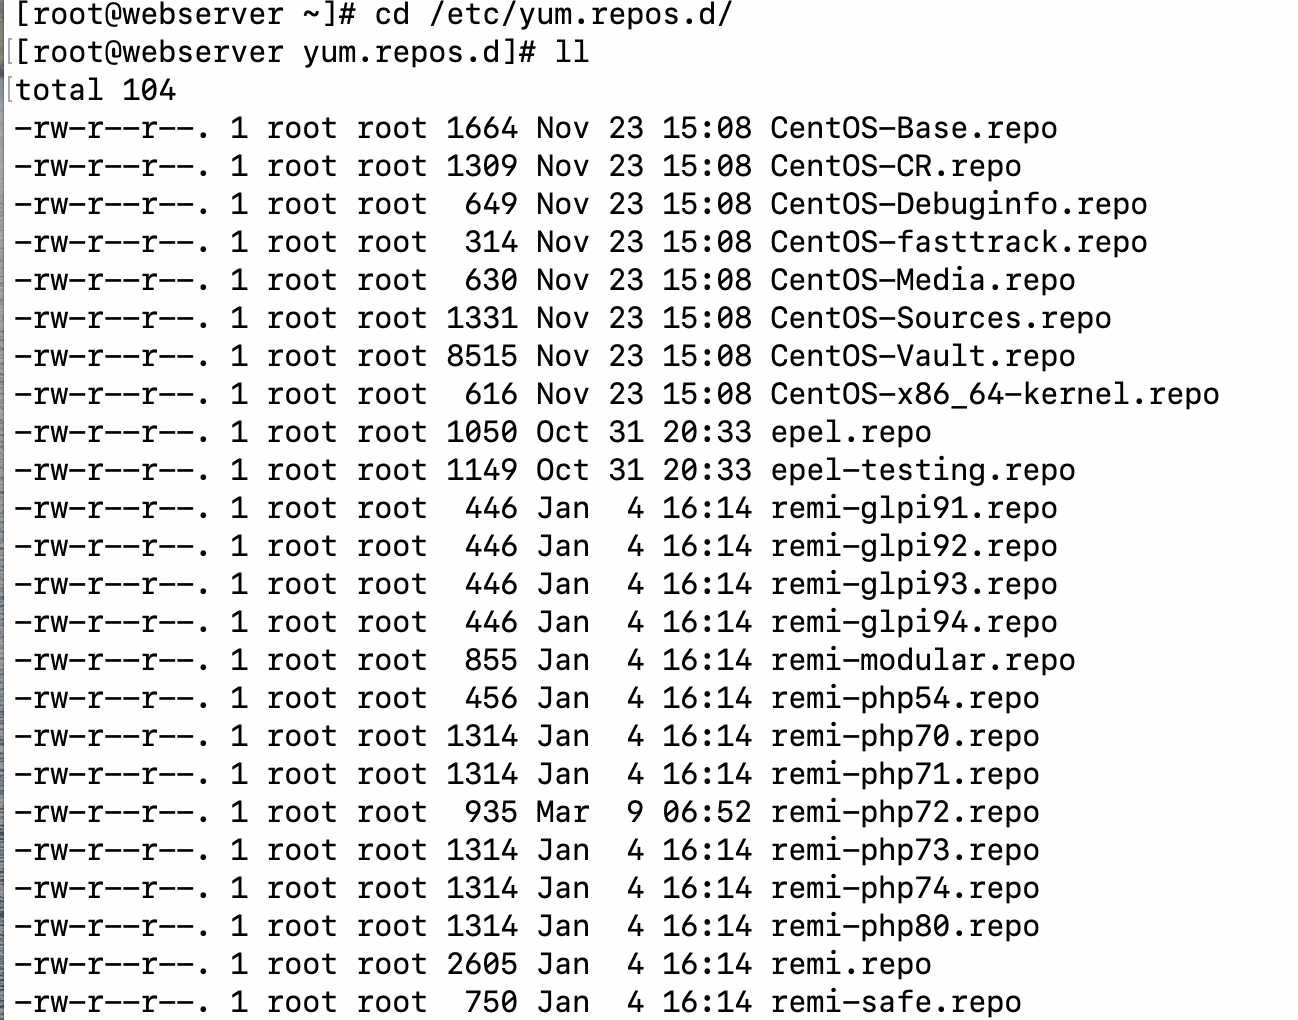 [root@webserver ~]# cd /etc/yum.repos.d/
[[root@webserver yum.repos.d]# ll
[total 104
-rw-r--r--. 1 root root 1664 Nov 23 15:08 CentOS-Base.repo
-rw-r--r--. 1 root root 1309 Nov 23 15:08 CentOS-CR.repo
-rw-r--r--. 1 root root  649 Nov 23 15:08 CentOS-Debuginfo.repo
-rw-r--r--. 1 root root  314 Nov 23 15:08 CentOS-fasttrack.repo
-rw-r--r--. 1 root root  630 Nov 23 15:08 CentOS-Media.repo
-rw-r--r--. 1 root root 1331 Nov 23 15:08 CentOS-Sources.repo
-rw-r--r--. 1 root root 8515 Nov 23 15:08 CentOS-Vault.repo
-rw-r--r--. 1 root root  616 Nov 23 15:08 CentOS-x86_64-kernel.repo
-rw-r--r--. 1 root root 1050 Oct 31 20:33 epel.repo
-rw-r--r--. 1 root root 1149 Oct 31 20:33 epel-testing.repo
-rw-r--r--. 1 root root  446 Jan  4 16:14 remi-glpi91.repo
-rw-r--r--. 1 root root  446 Jan  4 16:14 remi-glpi92.repo
-rw-r--r--. 1 root root  446 Jan  4 16:14 remi-glpi93.repo
-rw-r--r--. 1 root root  446 Jan  4 16:14 remi-glpi94.repo
-rw-r--r--. 1 root root  855 Jan  4 16:14 remi-modular.repo
-rw-r--r--. 1 root root  456 Jan  4 16:14 remi-php54.repo
-rw-r--r--. 1 root root 1314 Jan  4 16:14 remi-php70.repo
-rw-r--r--. 1 root root 1314 Jan  4 16:14 remi-php71.repo
-rw-r--r--. 1 root root  935 Mar  9 06:52 remi-php72.repo
-rw-r--r--. 1 root root 1314 Jan  4 16:14 remi-php73.repo
-rw-r--r--. 1 root root 1314 Jan  4 16:14 remi-php74.repo
-rw-r--r--. 1 root root 1314 Jan  4 16:14 remi-php80.repo
-rw-r--r--. 1 root root 2605 Jan  4 16:14 remi.repo
-rw-r--r--. 1 root root  750 Jan  4 16:14 remi-safe.repo